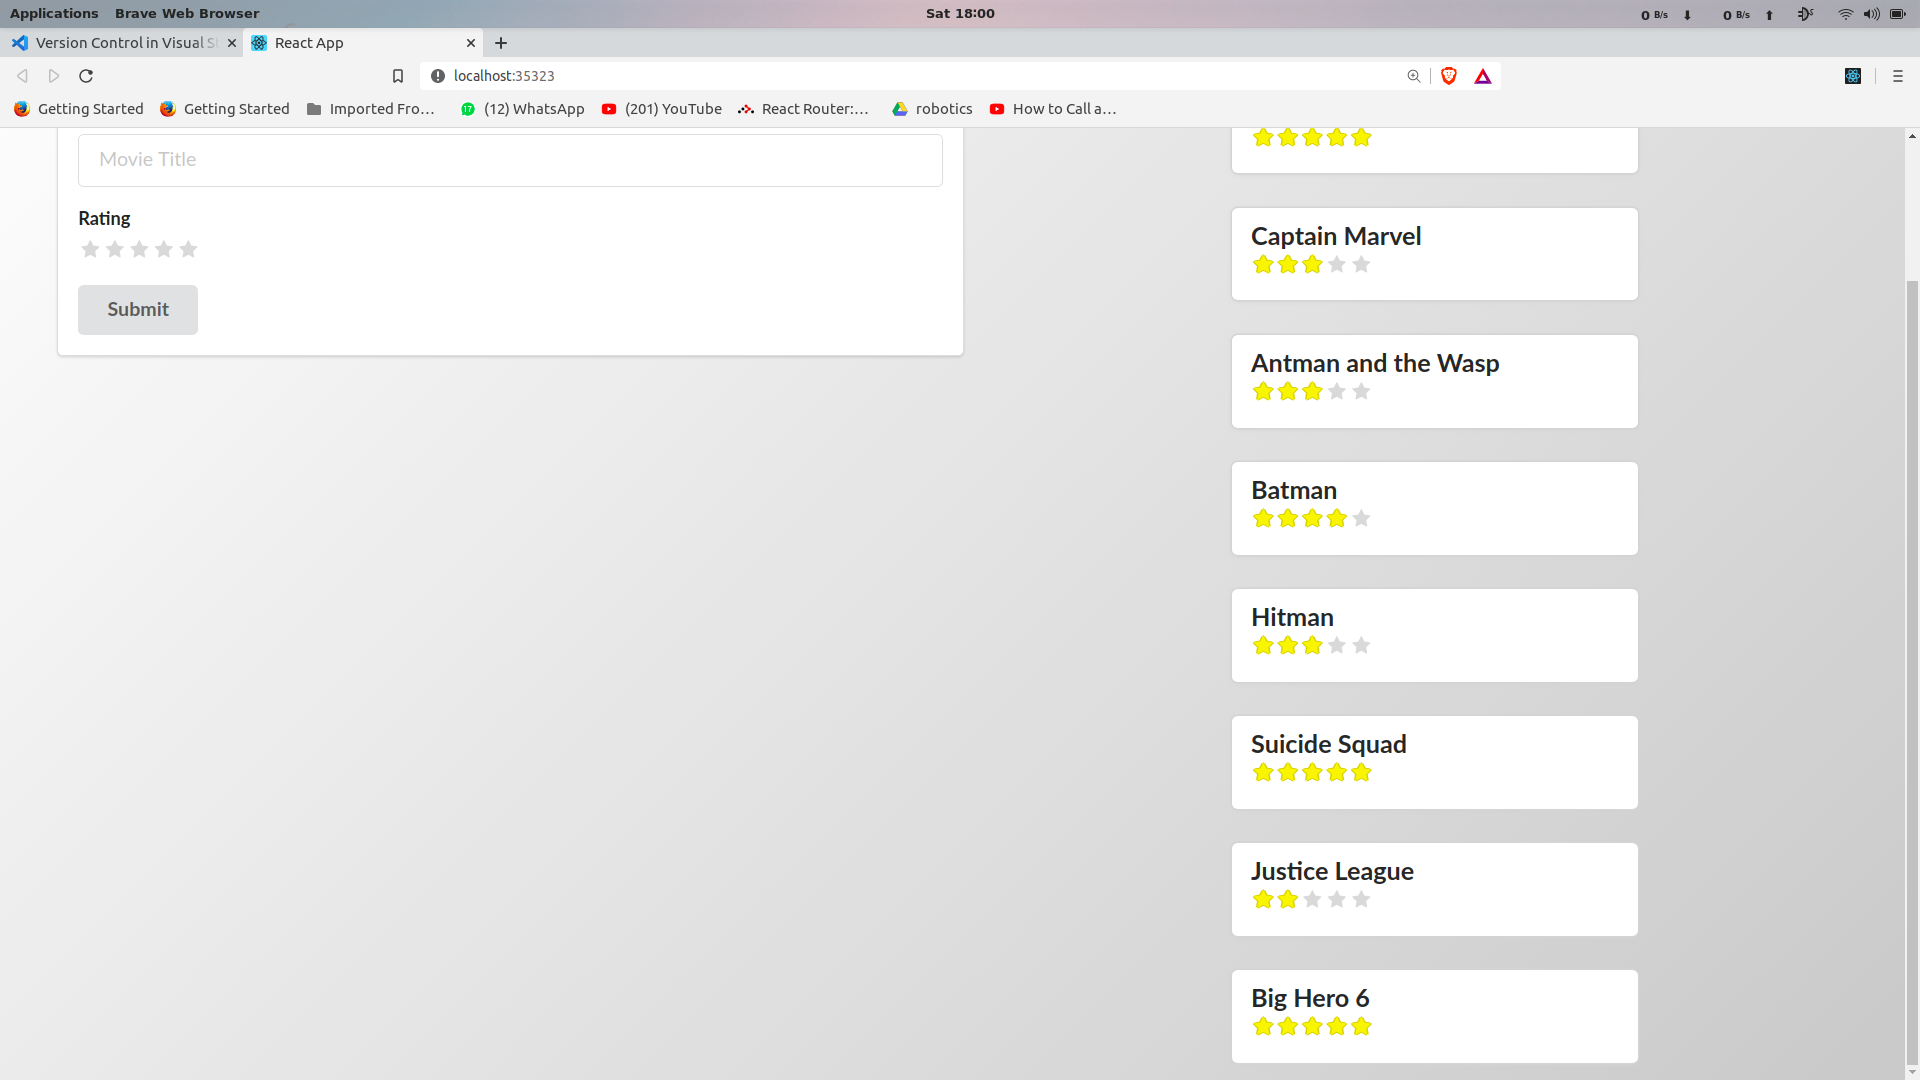 Applications Brave Web Browser Sat 18:00 0 B/s 0 B/s
Version Control in Visual S React App
localhost:35323
Getting Started Getting Started Imported Fro... 17 (12) WhatsApp (201) YouTube React Router:... robotics How to Call a...
Movie Title
Rating
Submit
Captain Marvel
Antman and the Wasp
Batman
Hitman
Suicide Squad
Justice League
Big Hero 6